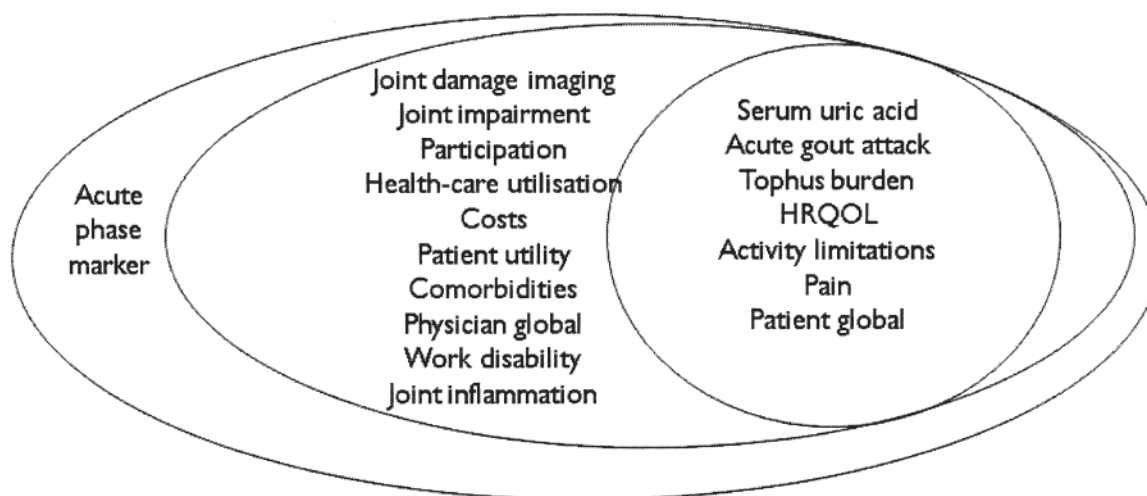 Acute
phase
marker
Joint damage imaging
Joint impairment
Participation
Health-care utilisation
Costs
Patient utility
Comorbidities
Physician global
Work disability
Joint inflammation
Serum uric acid
Acute gout attack
Tophus burden
HRQOL
Activity limitations
Pain
Patient global